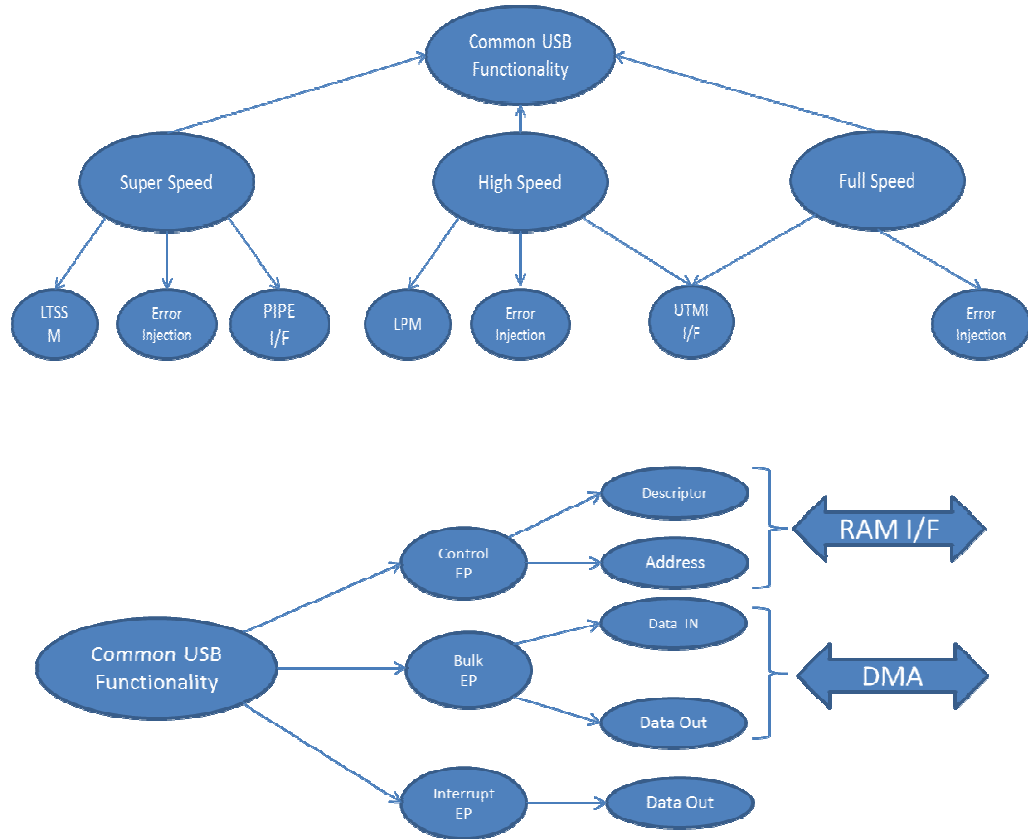 Common USB
Functionality
Super Speed
High Speed
Full Speed
LTSS
M
Error
Injection
PIPE
I/F
LPM
Error
Injection
UTMI
I/F
Error
Injection
Descriptor
RAM I/F
Control
EP
Address
Data IN
Common USB
Functionality
Bulk
EP
DMA
Data Out
Interrupt
EP
Data Out